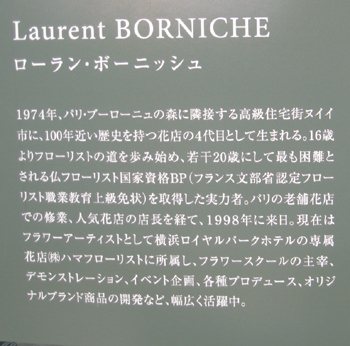 Laurent BORNICHE
ローラン・ボーニッシュ
1974年、パリ・ブーローニュの森に隣接する高級住宅街ヌイイ
市に、100年近い歴史を持つ花店の4代目として生まれる。16歳
よりフローリストの道を歩み始め、若干20歳にして最も困難と
される仏フローリスト国家資格BP(フランス文部省認定フロー
リスト職業教育上級免状)を取得した実力者。パリの老舗花店
での修業、人気花店の店長を経て、1998年に来日。現在は
フラワーアーティストとして横浜ロイヤルパークホテルの専属
花店㈱ハマフローリストに所属し、フラワースクールの主宰、
デモンストレーション、イベント企画、各種プロデュース、オリジ
ナルブランド商品の開発など、幅広く活躍中。